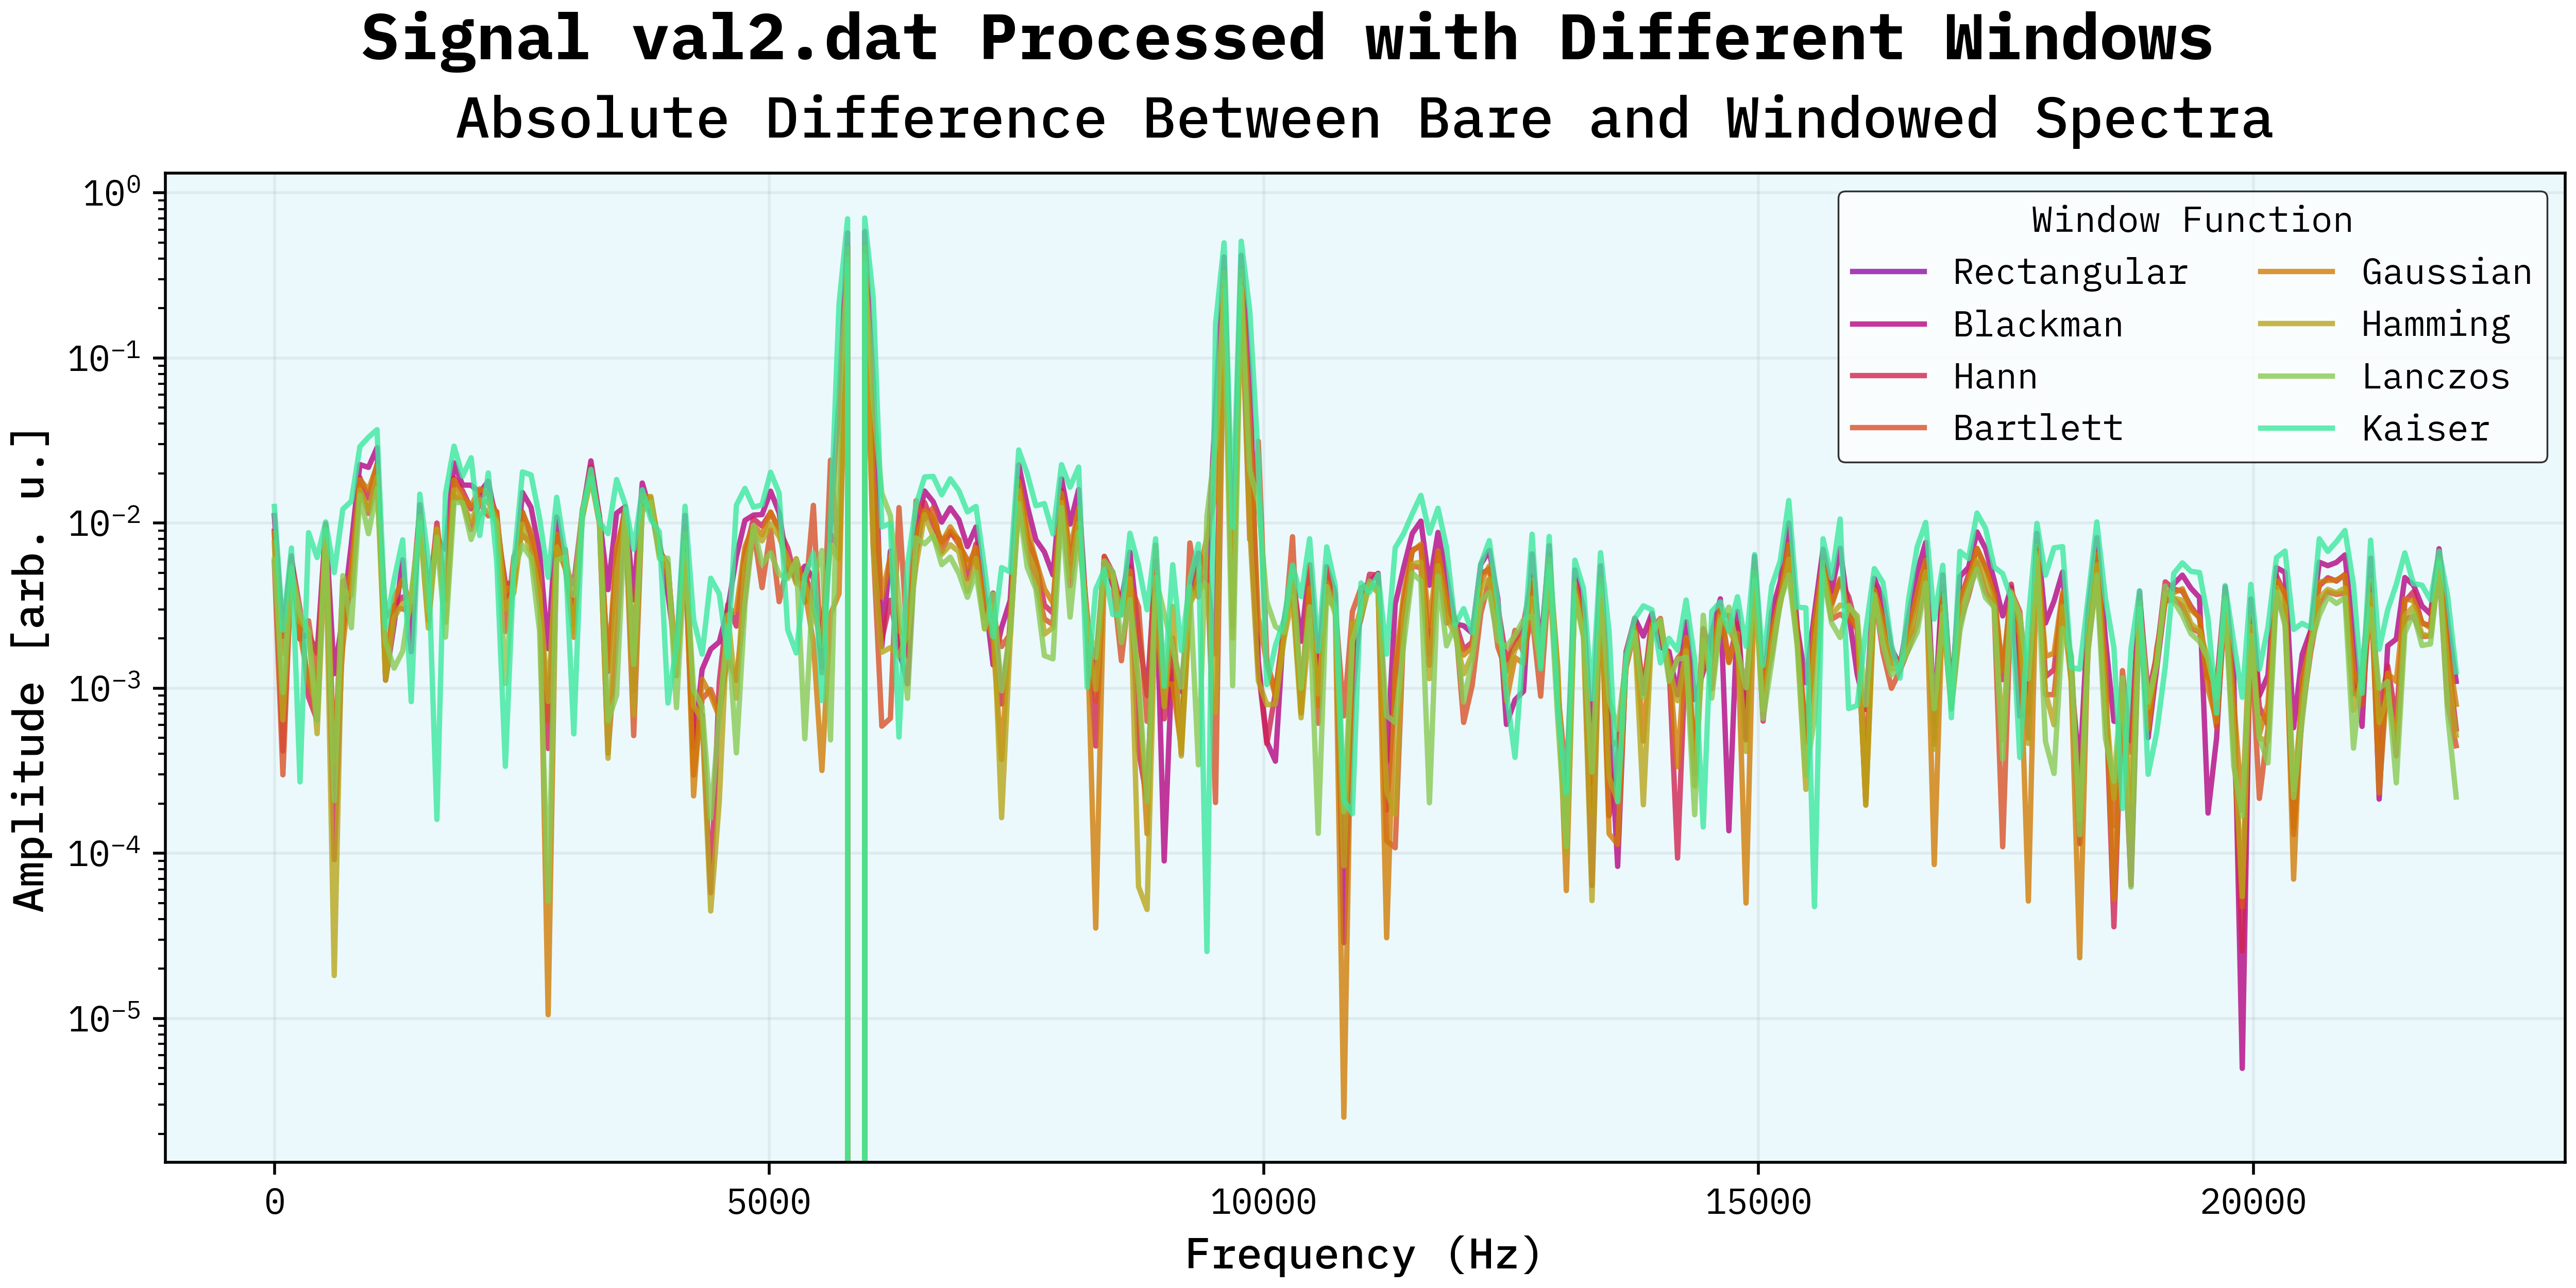 Signal val2.dat Processed with Different Windows
Absolute Difference Between Bare and Windowed Spectra
Amplitude [arb. u.]
10⁰
10⁻¹
10⁻²
10⁻³
10⁻⁴
10⁻⁵
Window Function
Rectangular
Blackman
Hann
Bartlett
Gaussian
Hamming
Lanczos
Kaiser
0 5000 10000 15000 20000
Frequency (Hz)